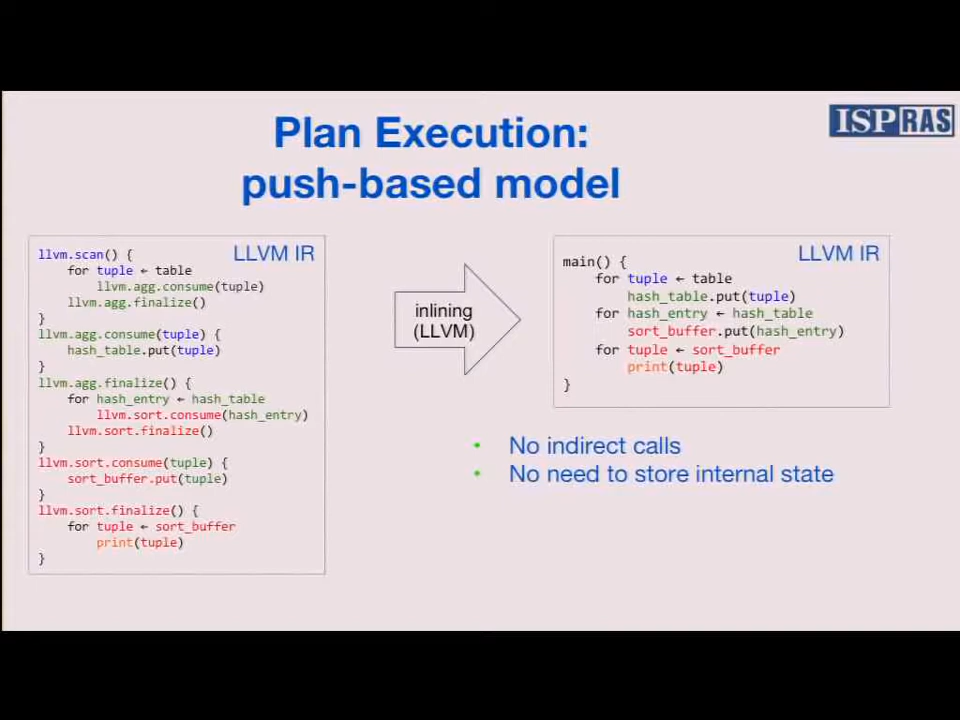 Plan Execution:
push-based model
ISPRAS
LLVM IR
llvm.scan() {
for tuple ← table
llvm.agg.consume(tuple)
llvm.agg.finalize()
}
llvm.agg.consume(tuple) {
hash_table.put(tuple)
}
llvm.agg.finalize() {
for hash_entry ← hash_table
llvm.sort.consume(hash_entry)
llvm.sort.finalize()
}
llvm.sort.consume(tuple) {
sort_buffer.put(tuple)
}
llvm.sort.finalize() {
for tuple ← sort_buffer
print(tuple)
}
inlining
(LLVM)
LLVM IR
main() {
for tuple ← table
hash_table.put(tuple)
for hash_entry ← hash_table
sort_buffer.put(hash_entry)
for tuple ← sort_buffer
print(tuple)
}
• No indirect calls
• No need to store internal state